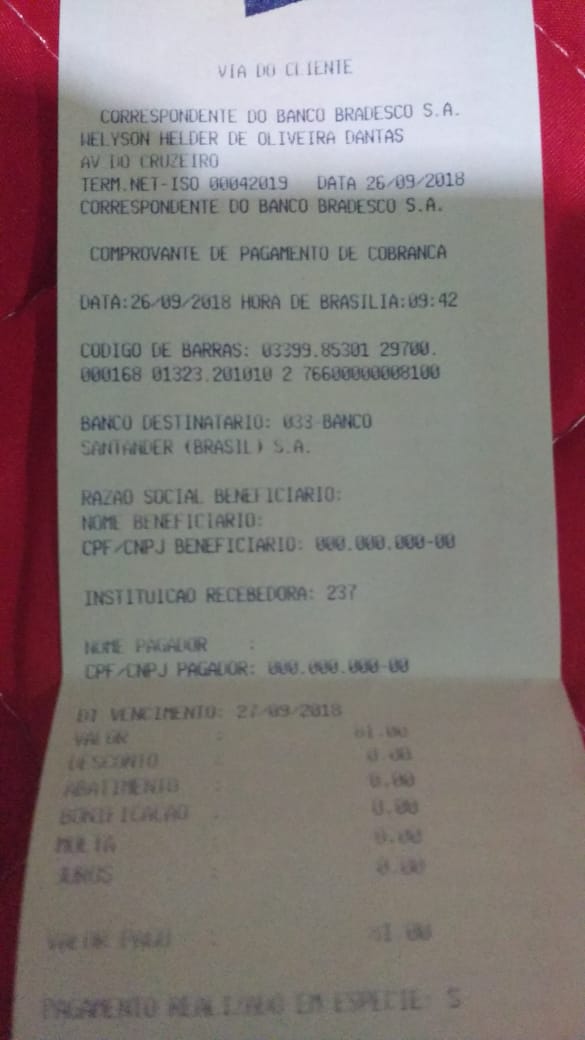 VIA DO CLIENTE
CORRESPONDENTE DO BANCO BRADESCO S.A.
WELYSON HELDER DE OLIVEIRA DANTAS
AV DO CRUZEIRO
TERM.NET-ISO 00042019 DATA 26/09/2018
CORRESPONDENTE DO BANCO BRADESCO S.A.
COMPROVANTE DE PAGAMENTO DE COBRANCA
DATA:26/09/2018 HORA DE BRASILIA:09:42
CODIGO DE BARRAS: 03399.85301 29700.
000168 01323.201010 2 76600000008100
BANCO DESTINATARIO: 033-BANCO
SANTANDER (BRASIL) S.A.
RAZAO SOCIAL BENEFICIARIO:
NOME BENEFICIARIO:
CPF/CNPJ BENEFICIARIO: 000.000.000-00
INSTITUICAO RECEBEDORA: 237
NOME PAGADOR :
CPF/CNPJ PAGADOR: 000.000.000-00
DT VENCIMENTO: 27/09/2018
VALOR : 81.00
DESCONTO : 0.00
ABATIMENTO : 0.00
BONIFICACAO : 0.00
MULTA : 0.00
JUROS : 0.00
VALOR PAGO : 81.00
PAGAMENTO REALIZADO EM ESPECIE: S